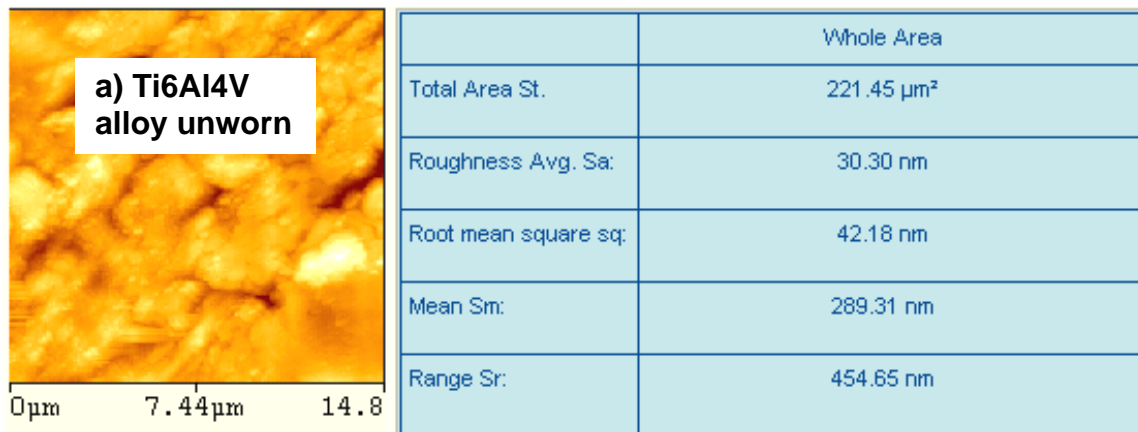 a) Ti6Al4V
alloy unworn
0µm 7.44µm 14.8
Whole Area
Total Area St. 221.45 µm²
Roughness Avg. Sa: 30.30 nm
Root mean square sq: 42.18 nm
Mean Sm: 289.31 nm
Range Sr: 454.65 nm